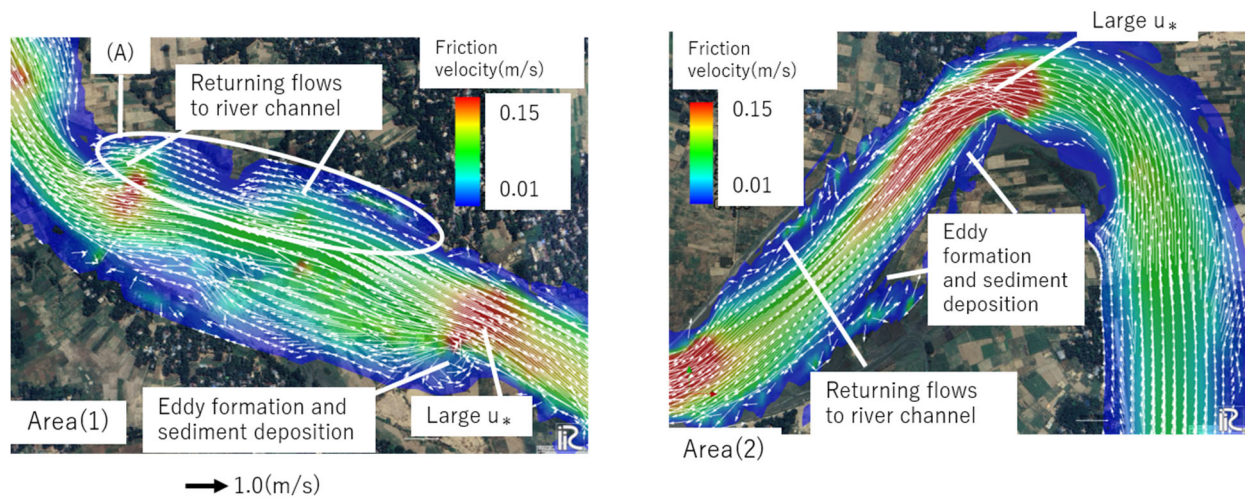 (A)
Returning flows
to river channel
Friction
velocity(m/s)
0.15
0.01
Eddy formation and
sediment deposition
Large u*
Area(1)
1.0(m/s)
Large u*
Friction
velocity(m/s)
0.15
0.01
Eddy
formation
and sediment
deposition
Returning flows
to river channel
Area(2)